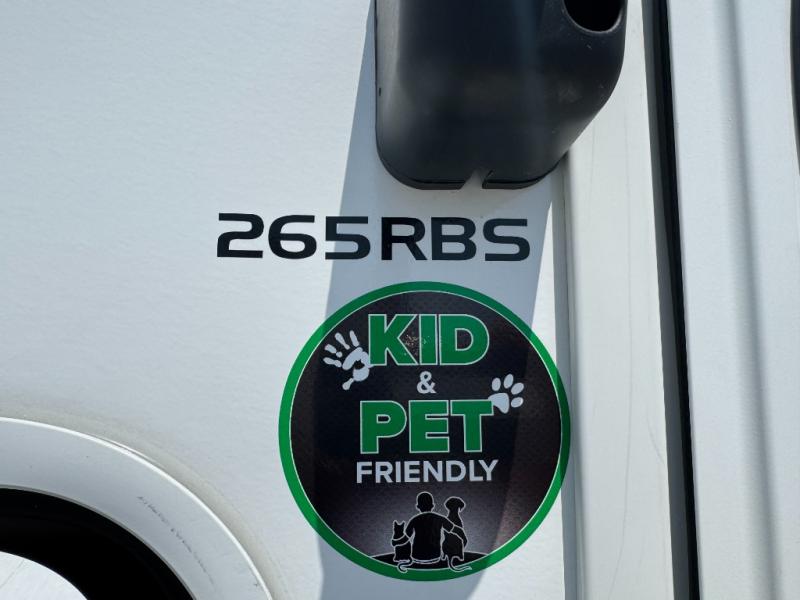 265RBS
KID
&
PET
FRIENDLY